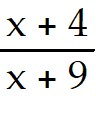 x + 4
x + 9